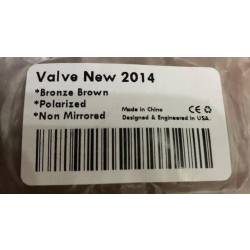 Valve New 2014
*Bronze Brown
*Polarized
*Non Mirrored
Made in China
Designed & Engineered in USA.
CE